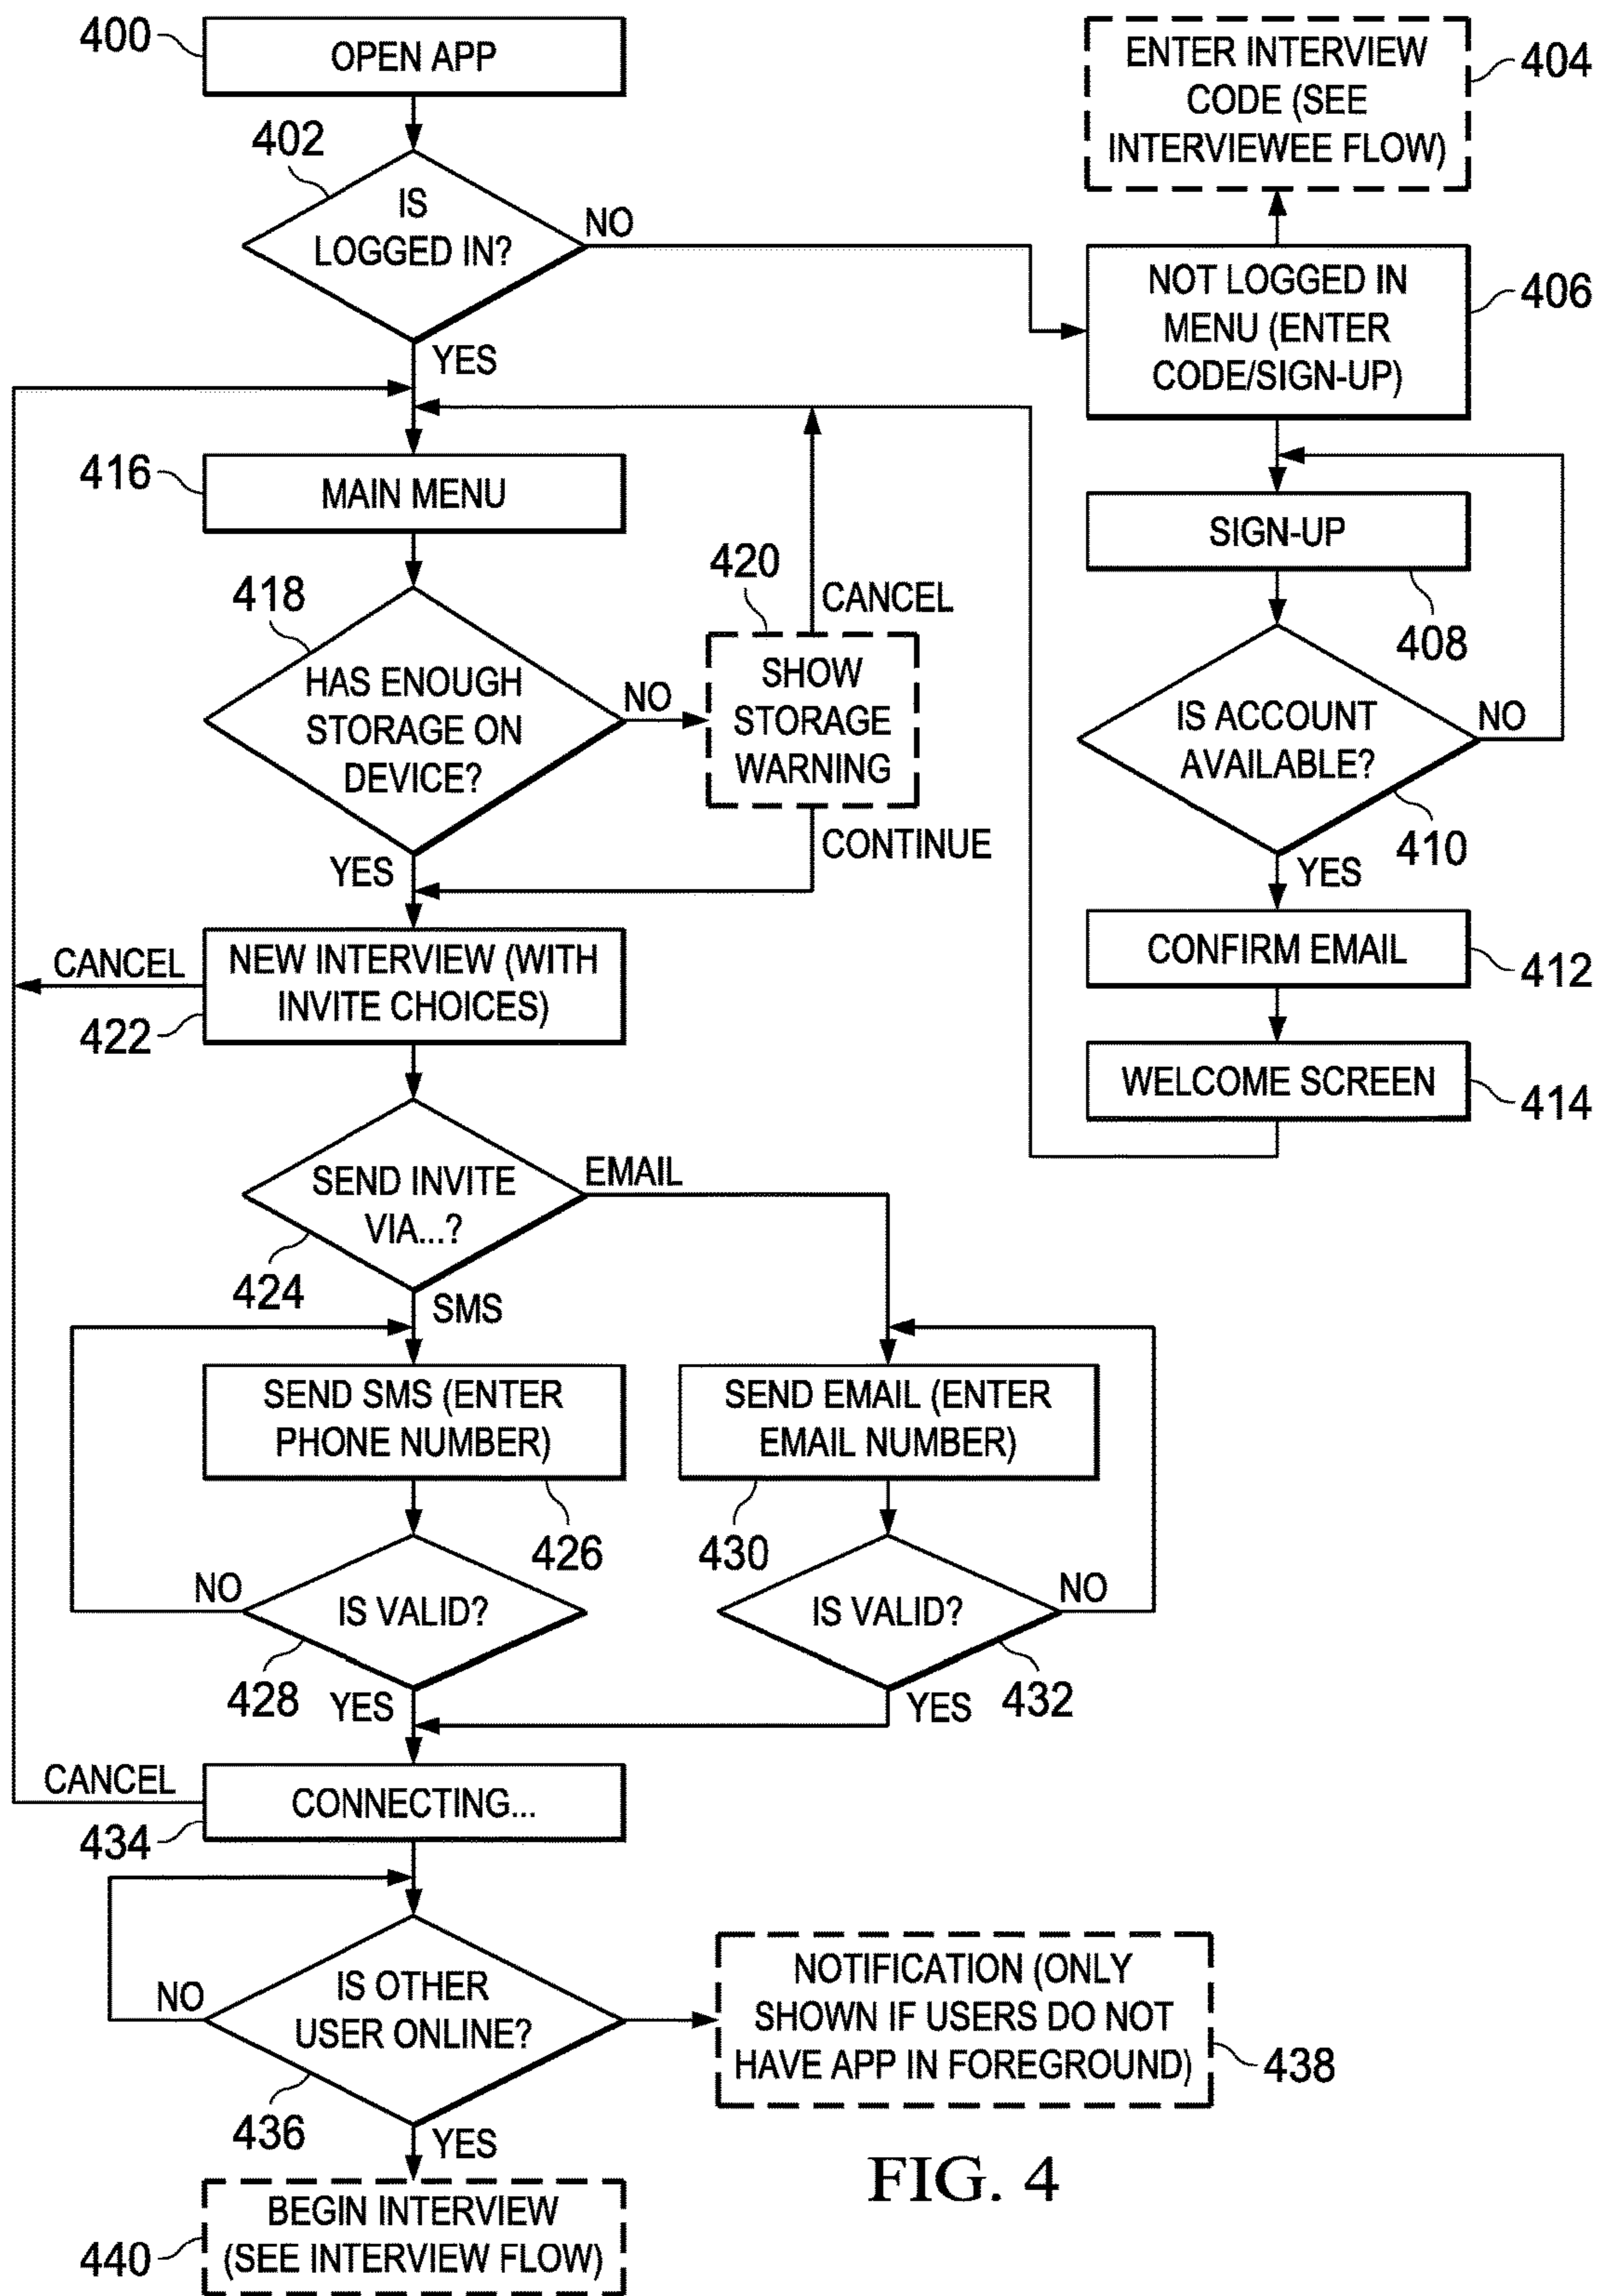 400
OPEN APP
402
IS
LOGGED IN?
NO
YES
ENTER INTERVIEW
CODE (SEE
INTERVIEWEE FLOW)
404
NOT LOGGED IN
MENU (ENTER
CODE/SIGN-UP)
406
SIGN-UP
408
IS ACCOUNT
AVAILABLE?
NO
410
YES
CONFIRM EMAIL
412
WELCOME SCREEN
414
416
MAIN MENU
418
HAS ENOUGH
STORAGE ON
DEVICE?
NO
YES
420
CANCEL
SHOW
STORAGE
WARNING
CONTINUE
CANCEL
NEW INTERVIEW (WITH
INVITE CHOICES)
422
SEND INVITE
VIA...?
EMAIL
424
SMS
SEND SMS (ENTER
PHONE NUMBER)
426
SEND EMAIL (ENTER
EMAIL NUMBER)
430
NO
IS VALID?
428
YES
IS VALID?
NO
432
YES
CANCEL
CONNECTING...
434
NO
IS OTHER
USER ONLINE?
436
YES
NOTIFICATION (ONLY
SHOWN IF USERS DO NOT
HAVE APP IN FOREGROUND)
438
BEGIN INTERVIEW
(SEE INTERVIEW FLOW)
440
FIG. 4